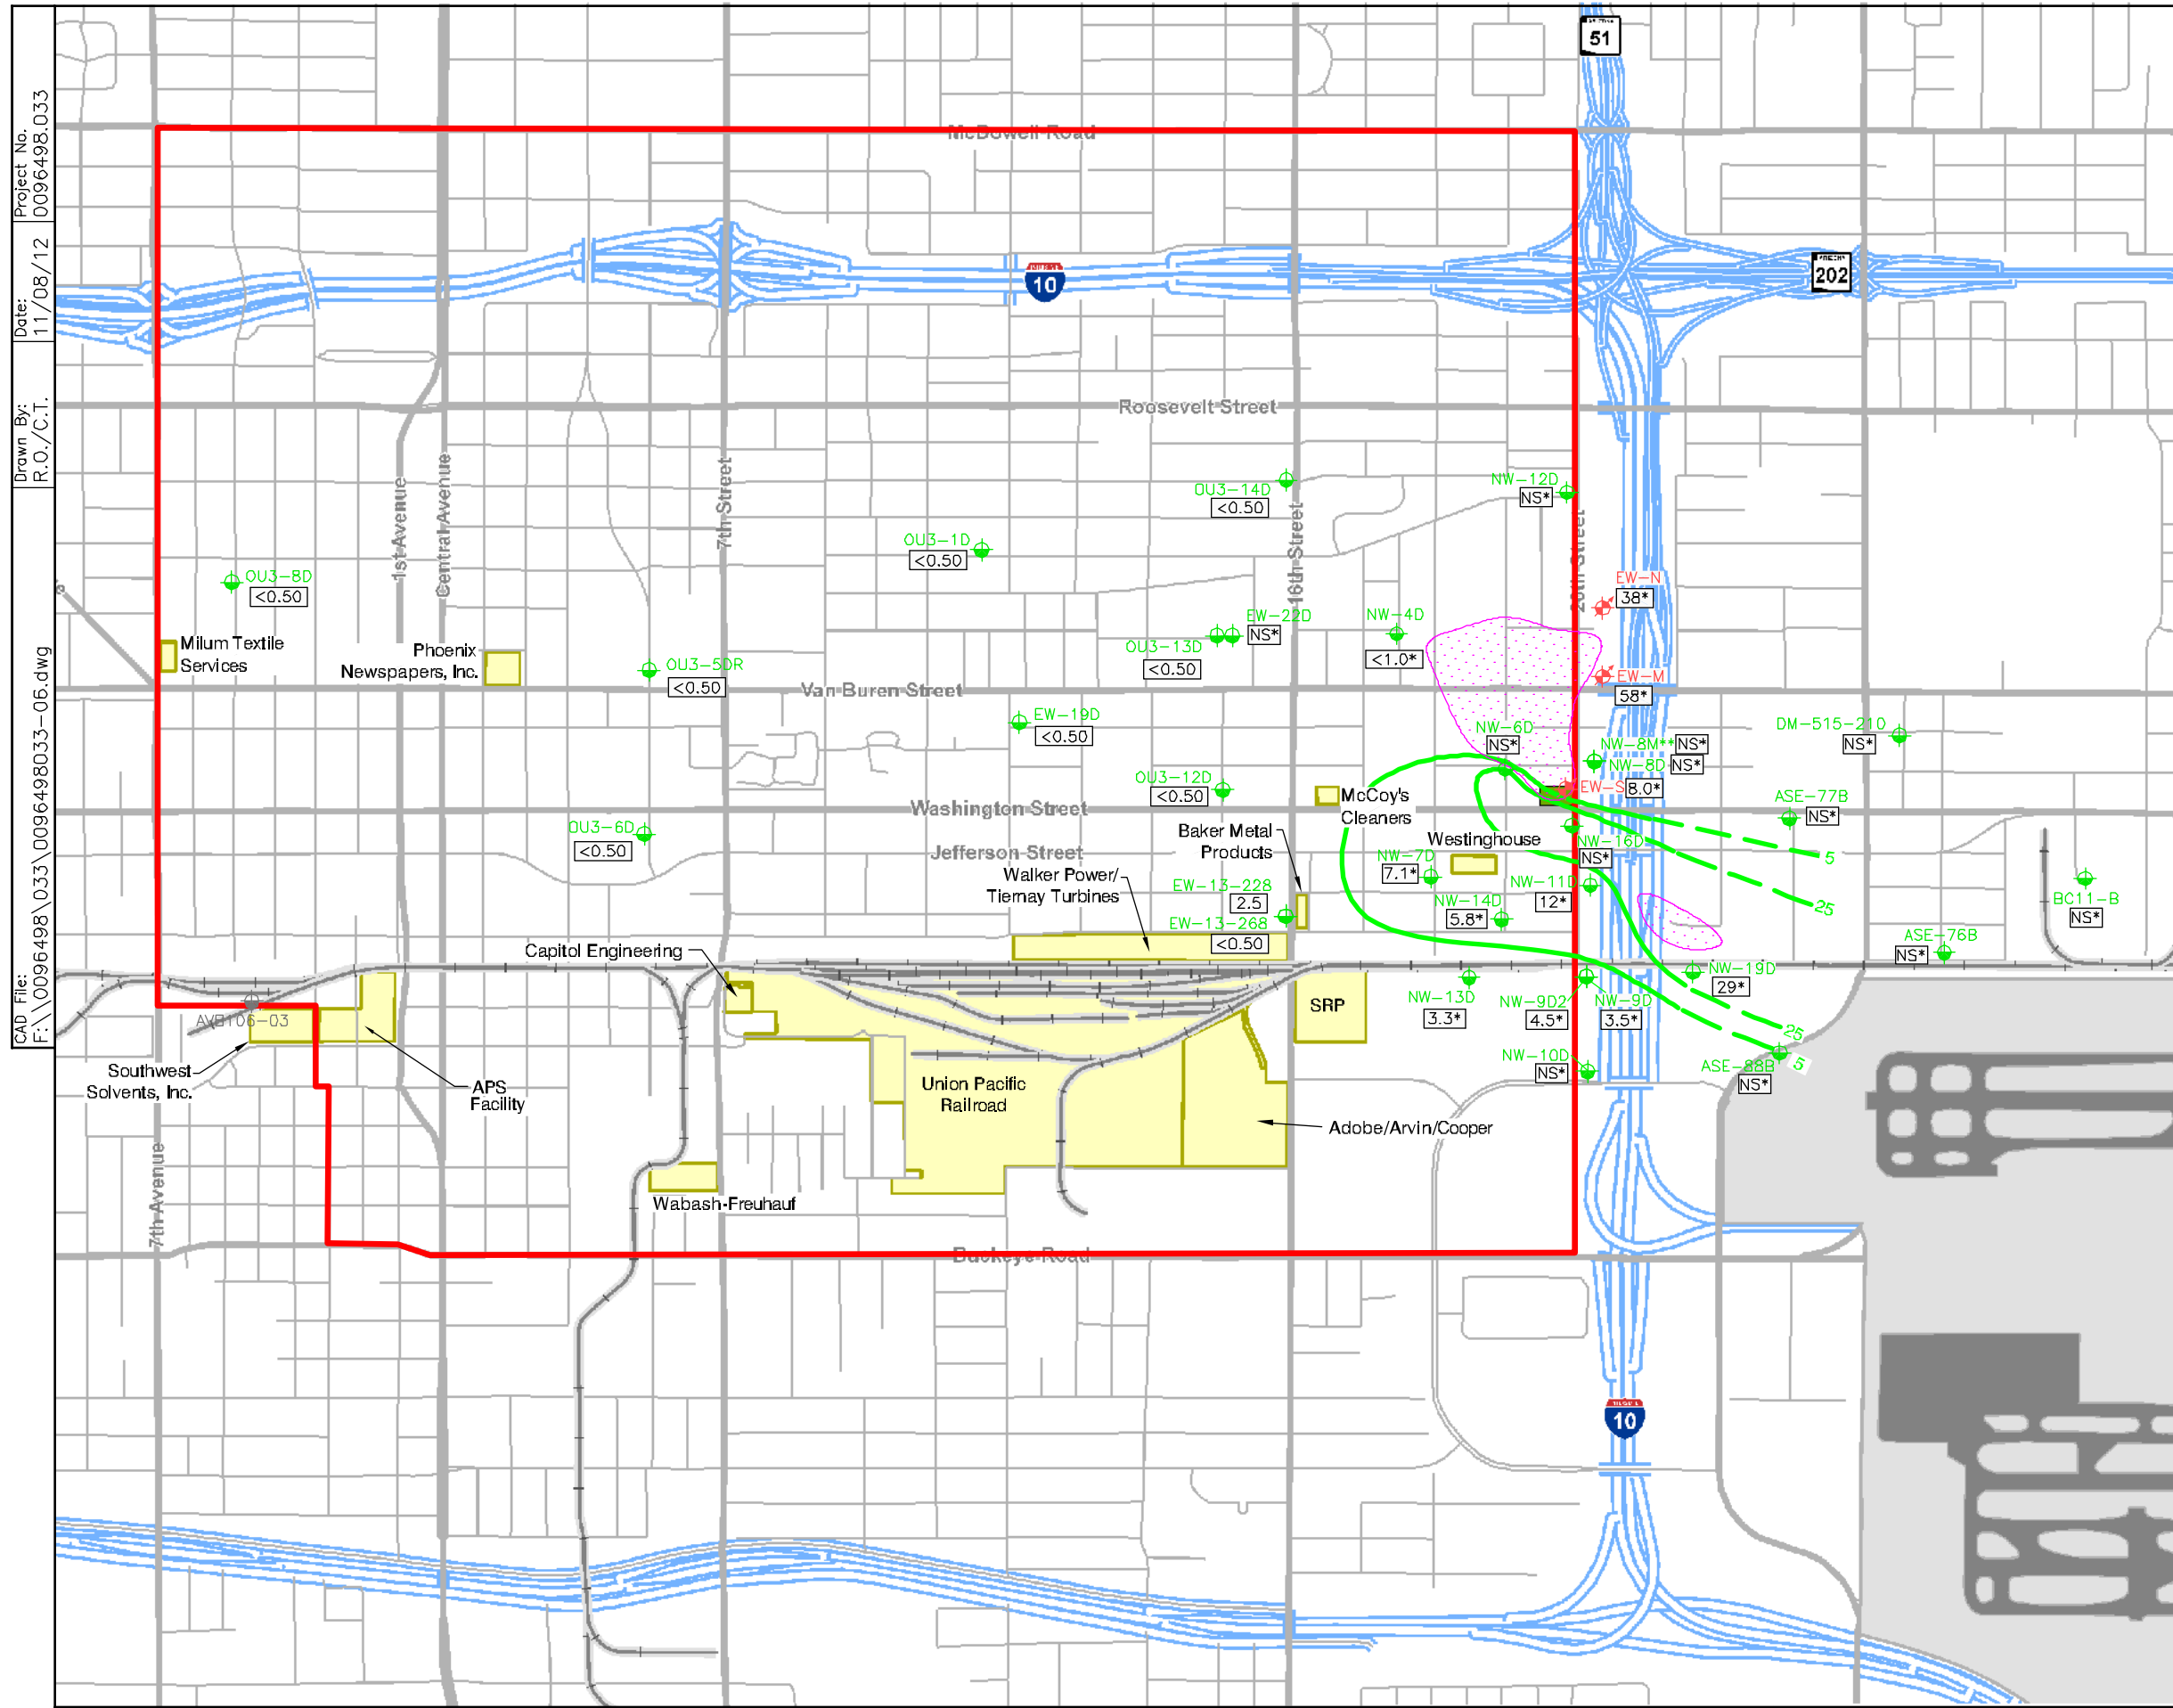 Project No.
0096498.033
Date:
11/08/12
Drawn By:
R.O./C.T.
CAD File:
F:\\0096498\033\0096498033-06.dwg
51
McDowell Road
10
202
Roosevelt Street
1st Avenue
Central Avenue
7th Street
16th Street
20th Street
OU3-14D
<0.50
NW-12D
NS*
OU3-1D
<0.50
OU3-8D
<0.50
EW-N
38*
EW-22D
NS*
NW-4D
<1.0*
OU3-13D
<0.50
Milum Textile
Services
Phoenix
Newspapers, Inc.
OU3-5DR
<0.50
Van Buren Street
EW-M
58*
EW-19D
<0.50
NW-6D
NS*
NW-8M**
NS*
NW-8D
NS*
DM-515-210
NS*
OU3-12D
<0.50
EW-S
8.0*
ASE-77B
NS*
McCoy's
Cleaners
Washington Street
OU3-6D
<0.50
Baker Metal
Products
Westinghouse
NW-16D
NS*
5
Jefferson Street
NW-7D
7.1*
Walker Power/
Tiernay Turbines
EW-13-228
2.5
NW-11D
12*
25
BC11-B
NS*
NW-14D
5.8*
EW-13-268
<0.50
ASE-76B
NS*
Capitol Engineering
NW-19D
29*
AVB106-03
SRP
NW-13D
3.3*
NW-9D2
4.5*
NW-9D
3.5*
25
5
Southwest
Solvents, Inc.
APS
Facility
Union Pacific
Railroad
NW-10D
NS*
ASE-88B
NS*
Adobe/Arvin/Cooper
7th Avenue
Wabash-Freuhauf
Buckeye Road
10